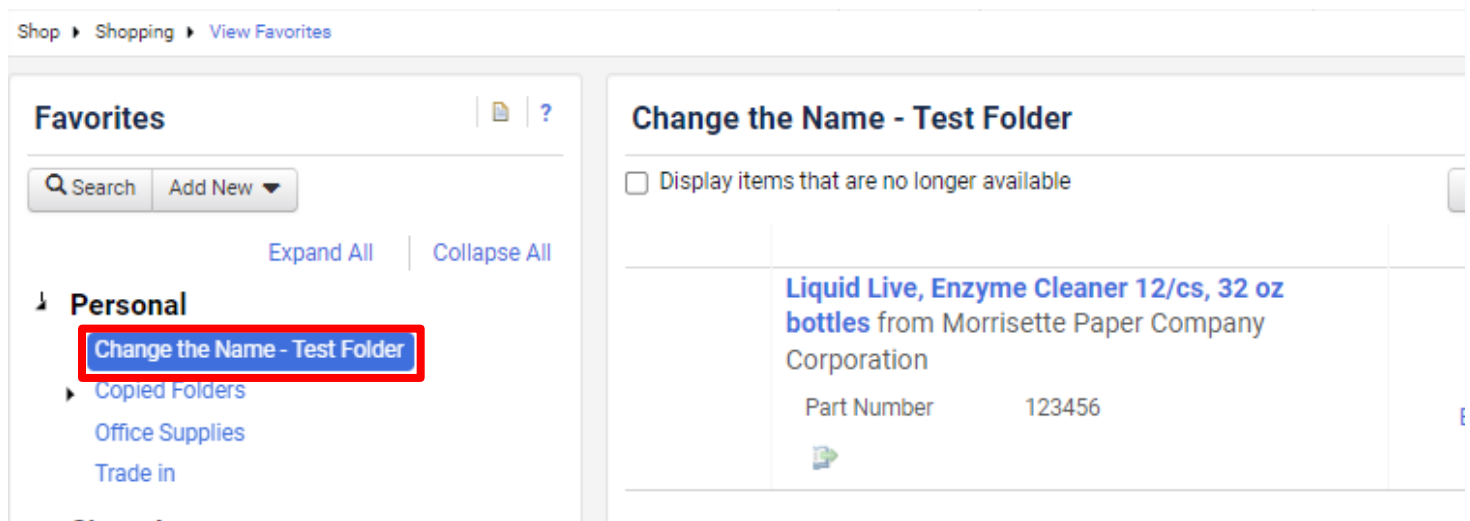 Shop Shopping View Favorites
Favorites
?
Search Add New
Expand All Collapse All
Personal
Change the Name - Test Folder
Copied Folders
Office Supplies
Trade in
Change the Name - Test Folder
Display items that are no longer available
Liquid Live, Enzyme Cleaner 12/cs, 32 oz
bottles from Morrisette Paper Company
Corporation
Part Number 123456